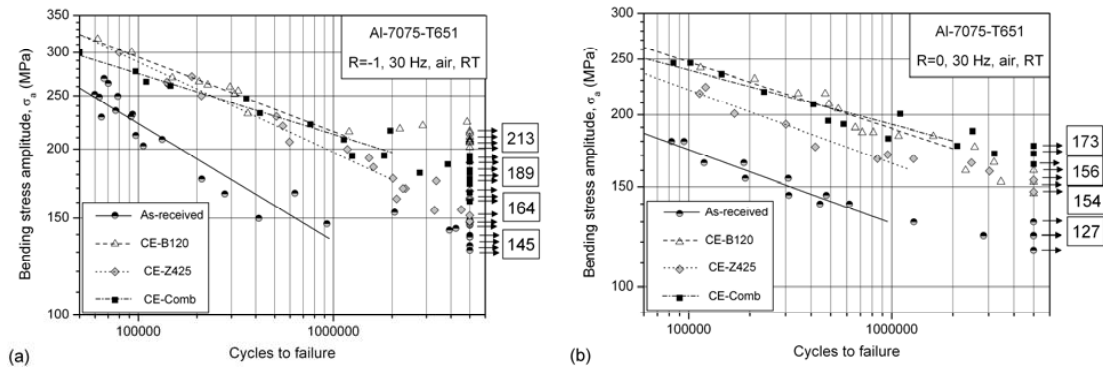 Al-7075-T651
R=-1, 30 Hz, air, RT
Bending stress amplitude, σa (MPa)
350
300
250
200
150
100
213
189
164
145
As-received
CE-B120
CE-Z425
CE-Comb
100000
1000000
Cycles to failure
(a)
Al-7075-T651
R=0, 30 Hz, air, RT
Bending stress amplitude, σa (MPa)
300
250
200
150
100
173
156
154
127
As-received
CE-B120
CE-Z425
CE-Comb
100000
1000000
Cycles to failure
(b)